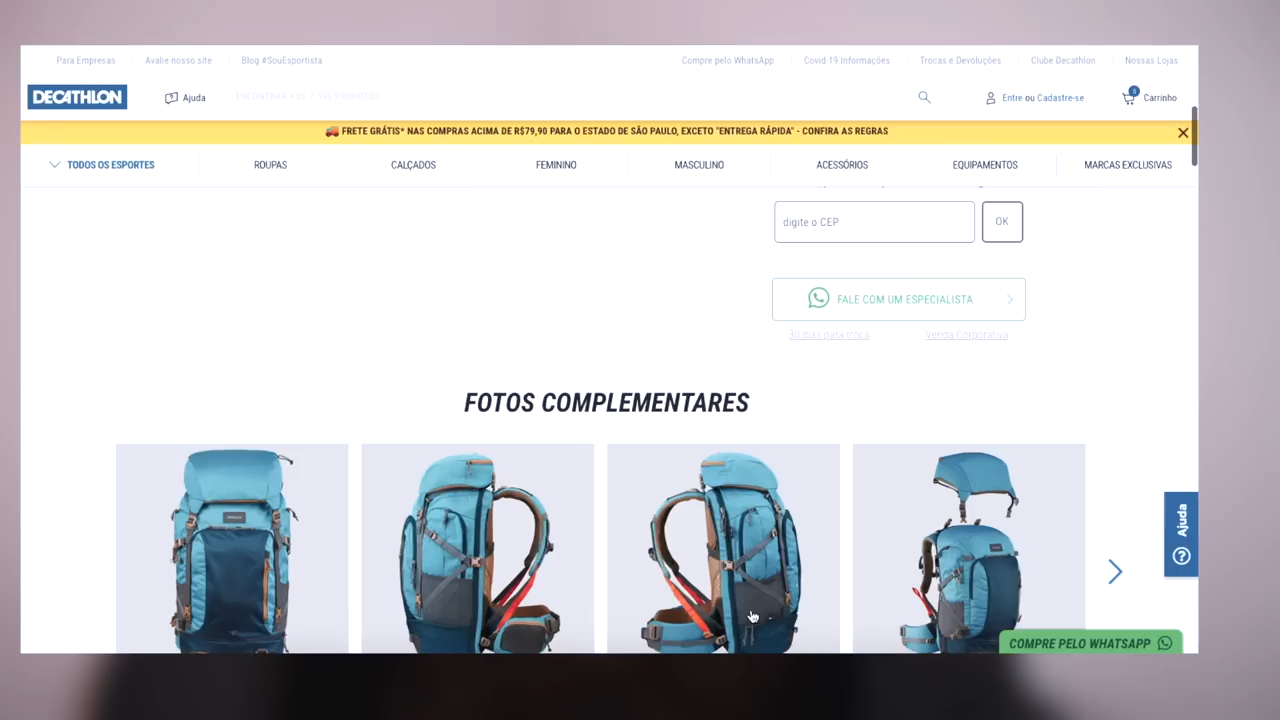 Para Empresas
Avalie nosso site
Blog #SouEsportista
Compre pelo WhatsApp
Covid 19 Informações
Trocas e Devoluções
Clube Decathlon
Nossas Lojas
DECATHLON
Ajuda
Entre ou Cadastre-se
0
Carrinho
FRETE GRÁTIS* NAS COMPRAS ACIMA DE R$79,90 PARA O ESTADO DE SÃO PAULO, EXCETO "ENTREGA RÁPIDA" - CONFIRA AS REGRAS
TODOS OS ESPORTES
ROUPAS
CALÇADOS
FEMININO
MASCULINO
ACESSÓRIOS
EQUIPAMENTOS
MARCAS EXCLUSIVAS
digite o CEP
OK
FALE COM UM ESPECIALISTA
30 dias para troca
Venda Corporativa
FOTOS COMPLEMENTARES
Ajuda
COMPRE PELO WHATSAPP